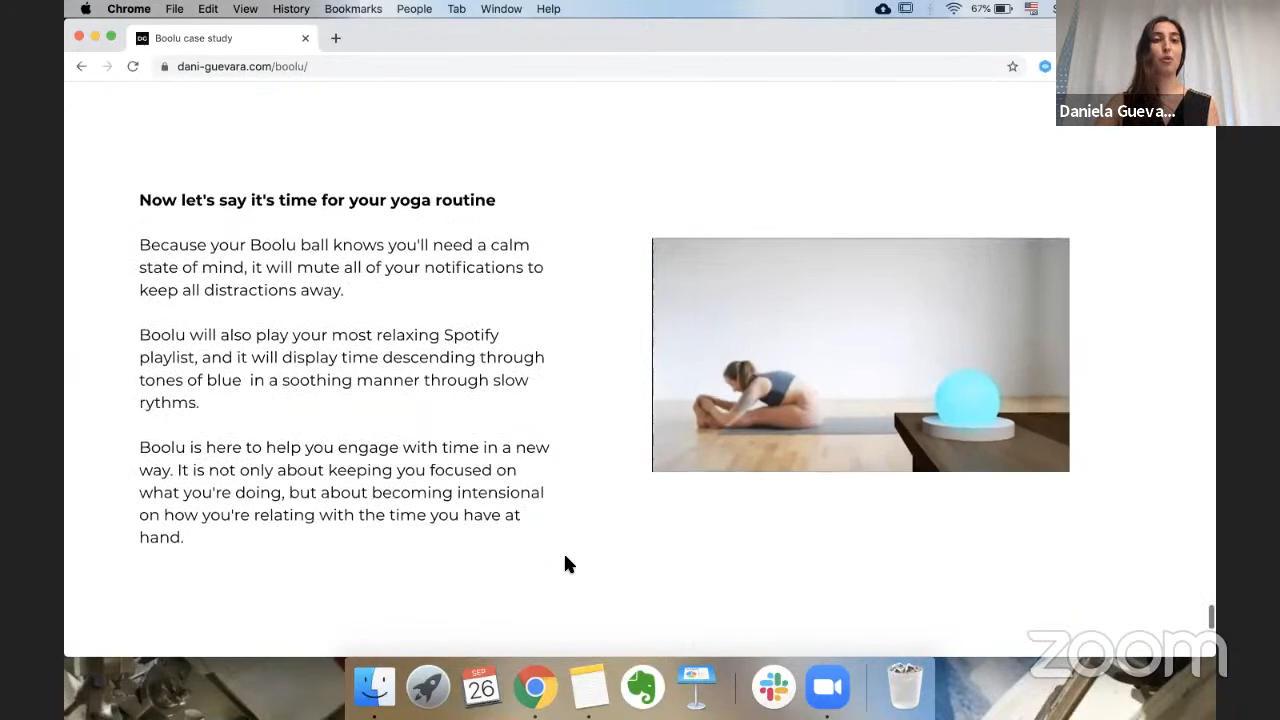 Chrome File Edit View History Bookmarks People Tab Window Help
67%
Boolu case study
dani-guevara.com/boolu/
Daniela Gueva...
Now let's say it's time for your yoga routine
Because your Boolu ball knows you'll need a calm
state of mind, it will mute all of your notifications to
keep all distractions away.
Boolu will also play your most relaxing Spotify
playlist, and it will display time descending through
tones of blue in a soothing manner through slow
rythms.
Boolu is here to help you engage with time in a new
way. It is not only about keeping you focused on
what you're doing, but about becoming intensional
on how you're relating with the time you have at
hand.
zoom
SEP
26